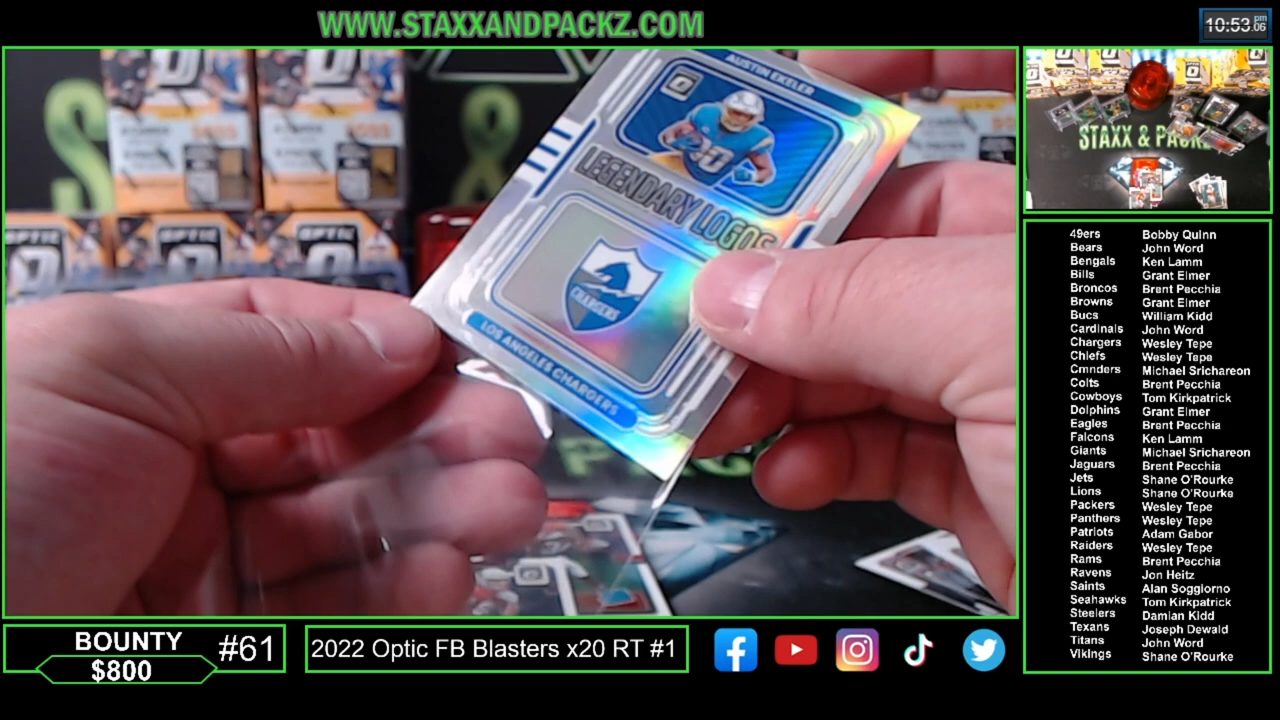 WWW.STAXXANDPACKZ.COM
10:53 pm .06
AUSTIN EKELER
LEGENDARY LOGOS
CHARGERS
LOS ANGELES CHARGERS
OPTIC
STAXX & PACKZ
49ers Bobby Quinn
Bears John Word
Bengals Ken Lamm
Bills Grant Elmer
Broncos Brent Pecchia
Browns Grant Elmer
Bucs William Kidd
Cardinals John Word
Chargers Wesley Tepe
Chiefs Wesley Tepe
Cmnders Michael Srichareon
Colts Brent Pecchia
Cowboys Tom Kirkpatrick
Dolphins Grant Elmer
Eagles Brent Pecchia
Falcons Ken Lamm
Giants Michael Srichareon
Jaguars Brent Pecchia
Jets Shane O'Rourke
Lions Shane O'Rourke
Packers Wesley Tepe
Panthers Wesley Tepe
Patriots Adam Gabor
Raiders Wesley Tepe
Rams Brent Pecchia
Ravens Jon Heitz
Saints Alan Soggiorno
Seahawks Tom Kirkpatrick
Steelers Damian Kidd
Texans Joseph Dewald
Titans John Word
Vikings Shane O'Rourke
BOUNTY #61
$800
2022 Optic FB Blasters x20 RT #1